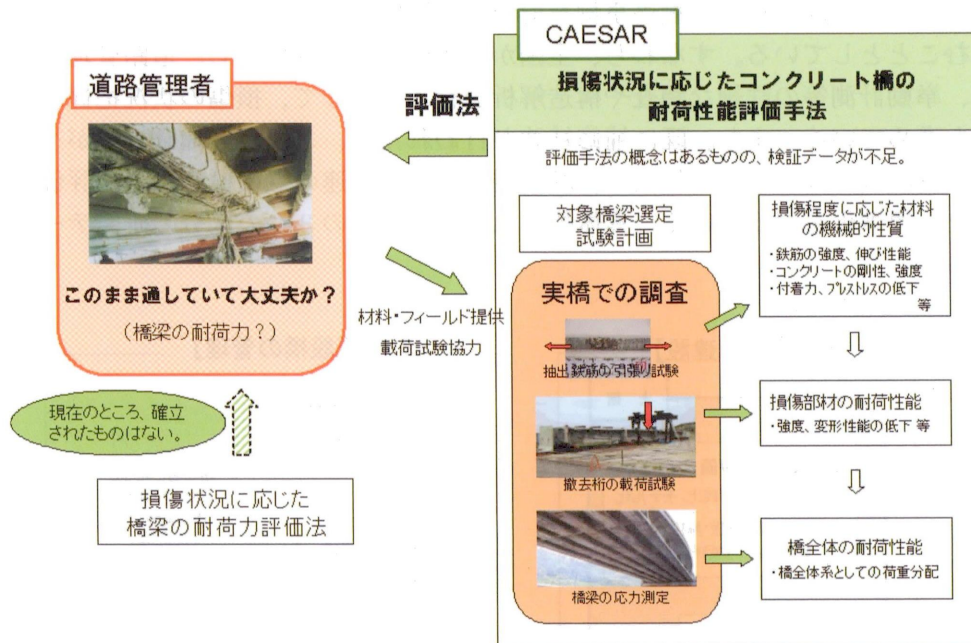 CAESAR
損傷状況に応じたコンクリート橋の
耐荷性能評価手法
評価手法の概念はあるものの、検証データが不足。
道路管理者
評価法
このまま通していて大丈夫か?
(橋梁の耐荷力?)
材料・フィールド提供
載荷試験協力
現在のところ、確立
されたものはない。
損傷状況に応じた
橋梁の耐荷力評価法
対象橋梁選定
試験計画
実橋での調査
抽出鉄筋の引張り試験
撤去桁の載荷試験
橋梁の応力測定
損傷程度に応じた材料
の機械的性質
・鉄筋の強度、伸び性能
・コンクリートの剛性、強度
・付着力、プレストレスの低下
等
損傷部材の耐荷性能
・強度、変形性能の低下 等
橋全体の耐荷性能
・橋全体系としての荷重分配